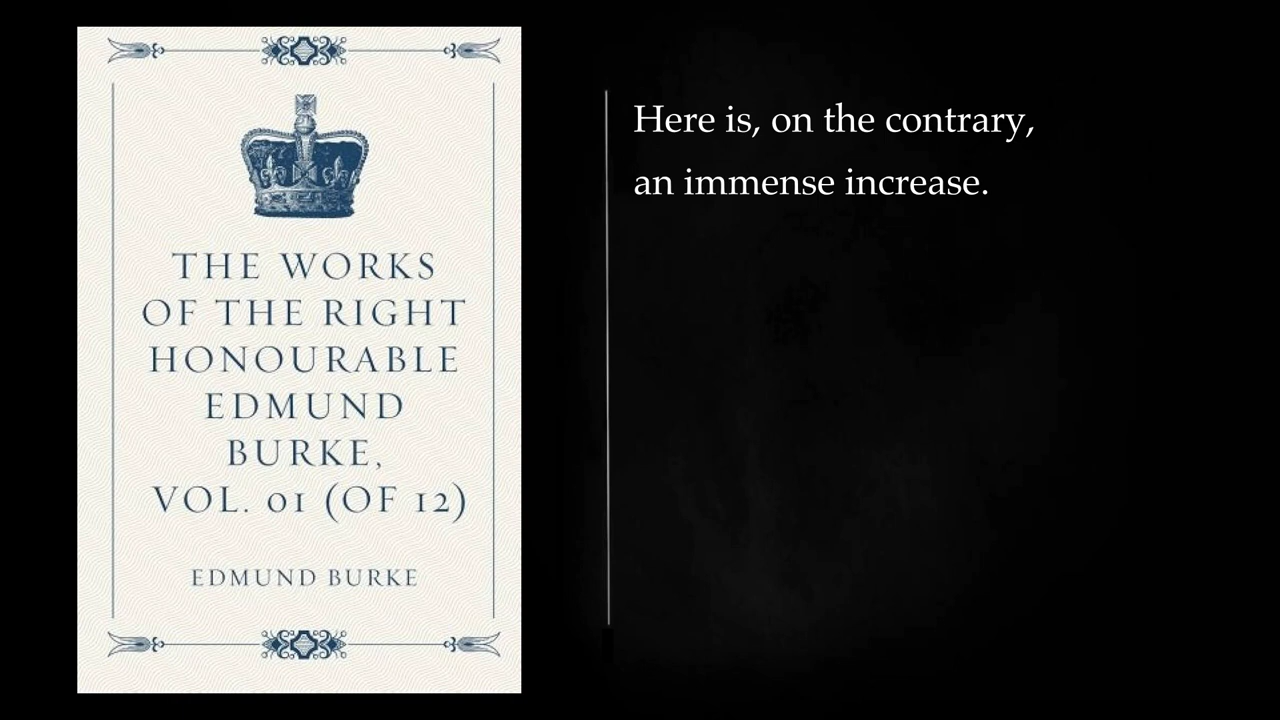 THE WORKS
OF THE RIGHT
HONOURABLE
EDMUND
BURKE,
VOL. 01 (OF 12)
EDMUND BURKE
Here is, on the contrary,
an immense increase.